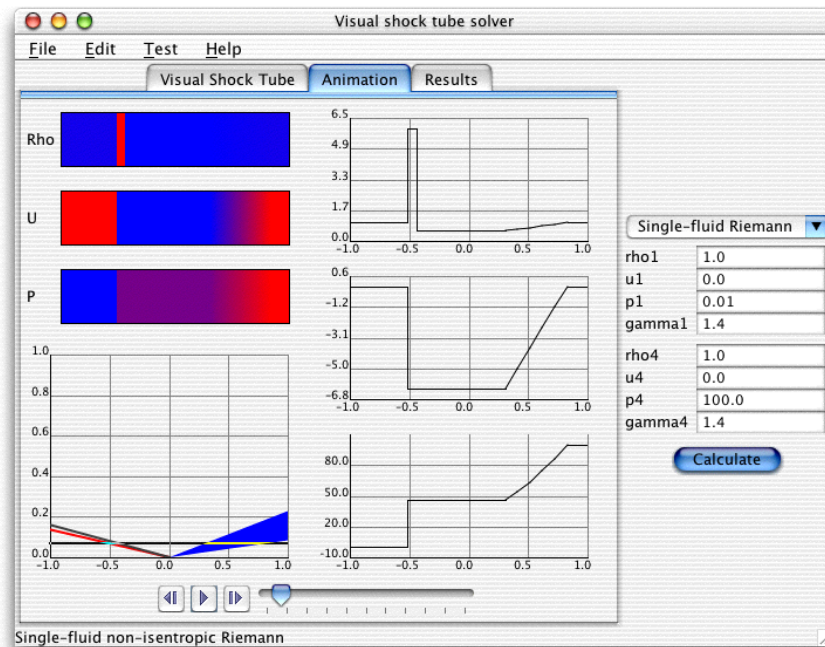 Visual shock tube solver
File Edit Test Help
Visual Shock Tube Animation Results
Rho
U
P
6.5
4.9
3.3
1.7
0.0
-1.0 -0.5 0.0 0.5 1.0
0.6
-1.2
-3.1
-5.0
-6.8
-1.0 -0.5 0.0 0.5 1.0
80.0
50.0
20.0
-10.0
-1.0 -0.5 0.0 0.5 1.0
1.0
0.8
0.6
0.4
0.2
0.0
-1.0 -0.5 0.0 0.5 1.0
Single-fluid Riemann
rho1 1.0
u1 0.0
p1 0.01
gamma1 1.4
rho4 1.0
u4 0.0
p4 100.0
gamma4 1.4
Calculate
Single-fluid non-isentropic Riemann